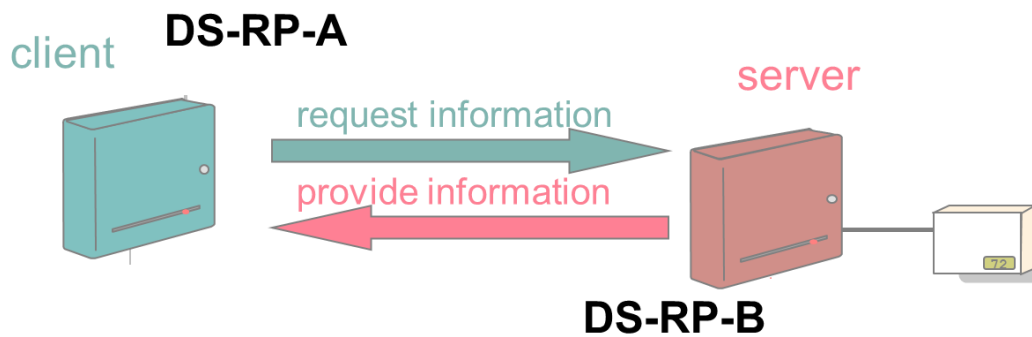 DS-RP-A
client
server
request information
provide information
72
DS-RP-B